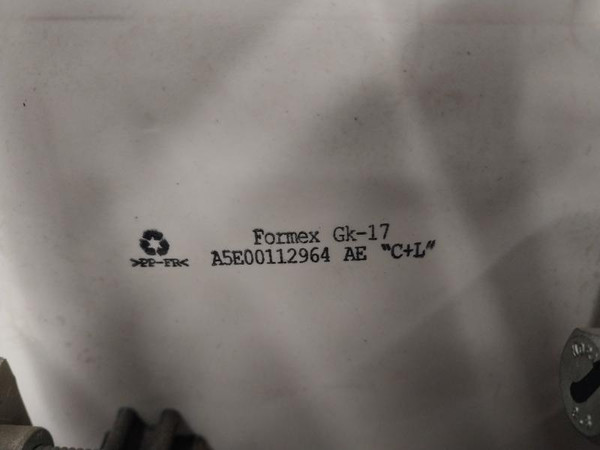 Formex Gk-17
>PP-FR< A5E00112964 AE "C+L"